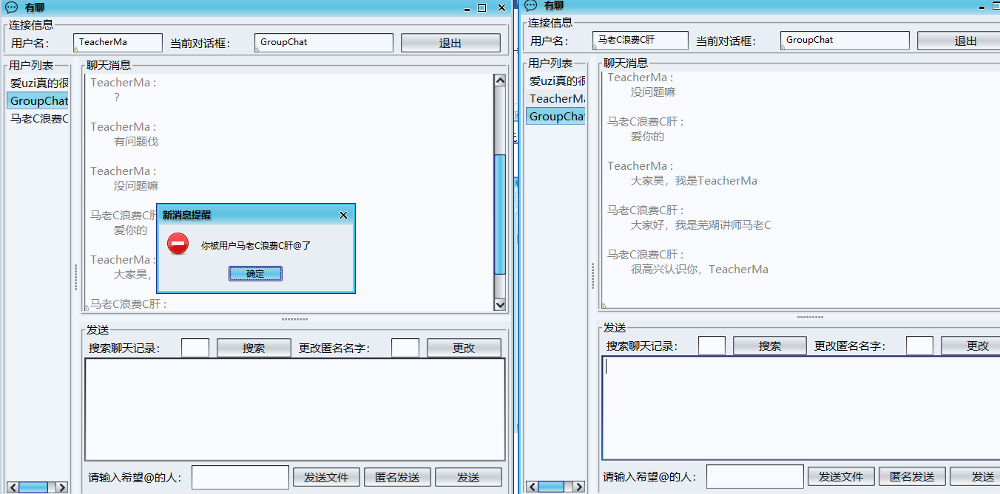 有聊
连接信息
用户名: TeacherMa 当前对话框: GroupChat 退出
用户列表
爱uzi真的很
GroupChat
马老C浪费C
聊天消息
TeacherMa :
?
TeacherMa :
有问题伐
TeacherMa :
没问题嘛
马老C浪费C肝
爱你的
TeacherMa :
大家昊,
马老C浪费C肝 :
新消息提醒
你被用户马老C浪费C肝@了
确定
发送
搜索聊天记录: 搜索 更改匿名名字: 更改
请输入希望@的人: 发送文件 匿名发送 发送
有聊
连接信息
用户名: 马老C浪费C肝 当前对话框: GroupChat 退出
用户列表
爱uzi真的很
TeacherMa
GroupChat
聊天消息
TeacherMa :
没问题嘛
马老C浪费C肝 :
爱你的
TeacherMa :
大家昊，我是TeacherMa
马老C浪费C肝 :
大家好，我是芜湖讲师马老C
马老C浪费C肝 :
很高兴认识你，TeacherMa
发送
搜索聊天记录: 搜索 更改匿名名字: 更改
请输入希望@的人: 发送文件 匿名发送 发送